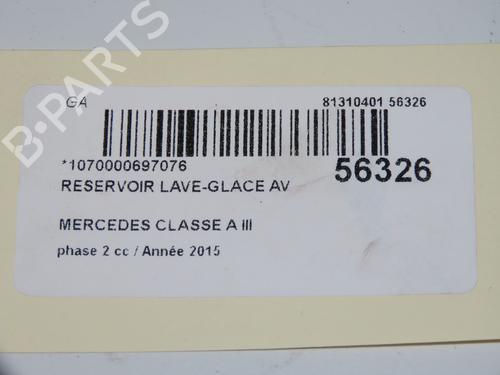 B-PARTS
GA
81310401 56326
*1070000697076
56326
RESERVOIR LAVE-GLACE AV
MERCEDES CLASSE A III
phase 2 cc / Année 2015